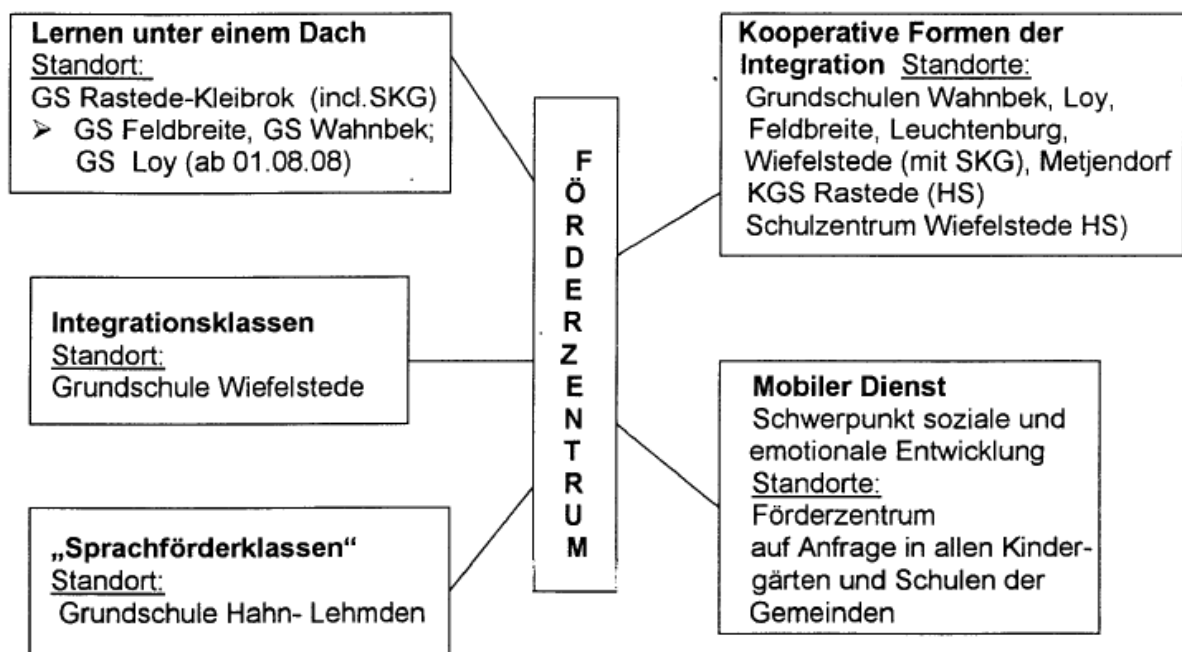 Lernen unter einem Dach
Standort:
GS Rastede-Kleibrok (incl.SKG)
➢ GS Feldbreite, GS Wahnbek;
GS Loy (ab 01.08.08)
Integrationsklassen
Standort:
Grundschule Wiefelstede
„Sprachförderklassen“
Standort:
Grundschule Hahn- Lehmden
F
Ö
R
D
E
R
Z
E
N
T
R
U
M
Kooperative Formen der
Integration Standorte:
Grundschulen Wahnbek, Loy,
Feldbreite, Leuchtenburg,
Wiefelstede (mit SKG), Metjendorf
KGS Rastede (HS)
Schulzentrum Wiefelstede HS)
Mobiler Dienst
Schwerpunkt soziale und
emotionale Entwicklung
Standorte:
Förderzentrum
auf Anfrage in allen Kinder-
gärten und Schulen der
Gemeinden